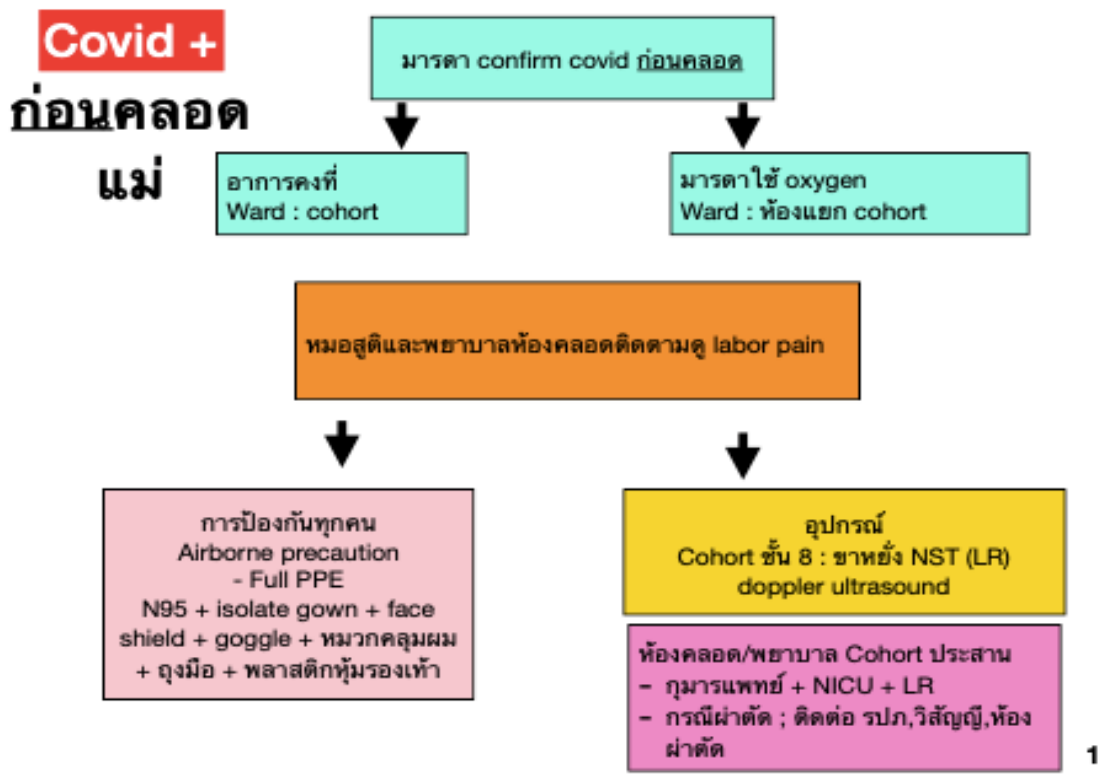 Covid +
ก่อนคลอด
แม่
มารดา confirm covid ก่อนคลอด
อาการคงที่
Ward : cohort
มารดาใช้ oxygen
Ward : ห้องแยก cohort
หมอสูติและพยาบาลห้องคลอดติดตามดู labor pain
การป้องกันทุกคน
Airborne precaution
- Full PPE
N95 + isolate gown + face
shield + goggle + หมวกคลุมผม
+ ถุงมือ + พลาสติกหุ้มรองเท้า
อุปกรณ์
Cohort ชั้น 8 : ขาหยั่ง NST (LR)
doppler ultrasound
ห้องคลอด/พยาบาล Cohort ประสาน
- กุมารแพทย์ + NICU + LR
- กรณีผ่าตัด ; ติดต่อ รปภ,วิสัญญี,ห้อง
ผ่าตัด
1